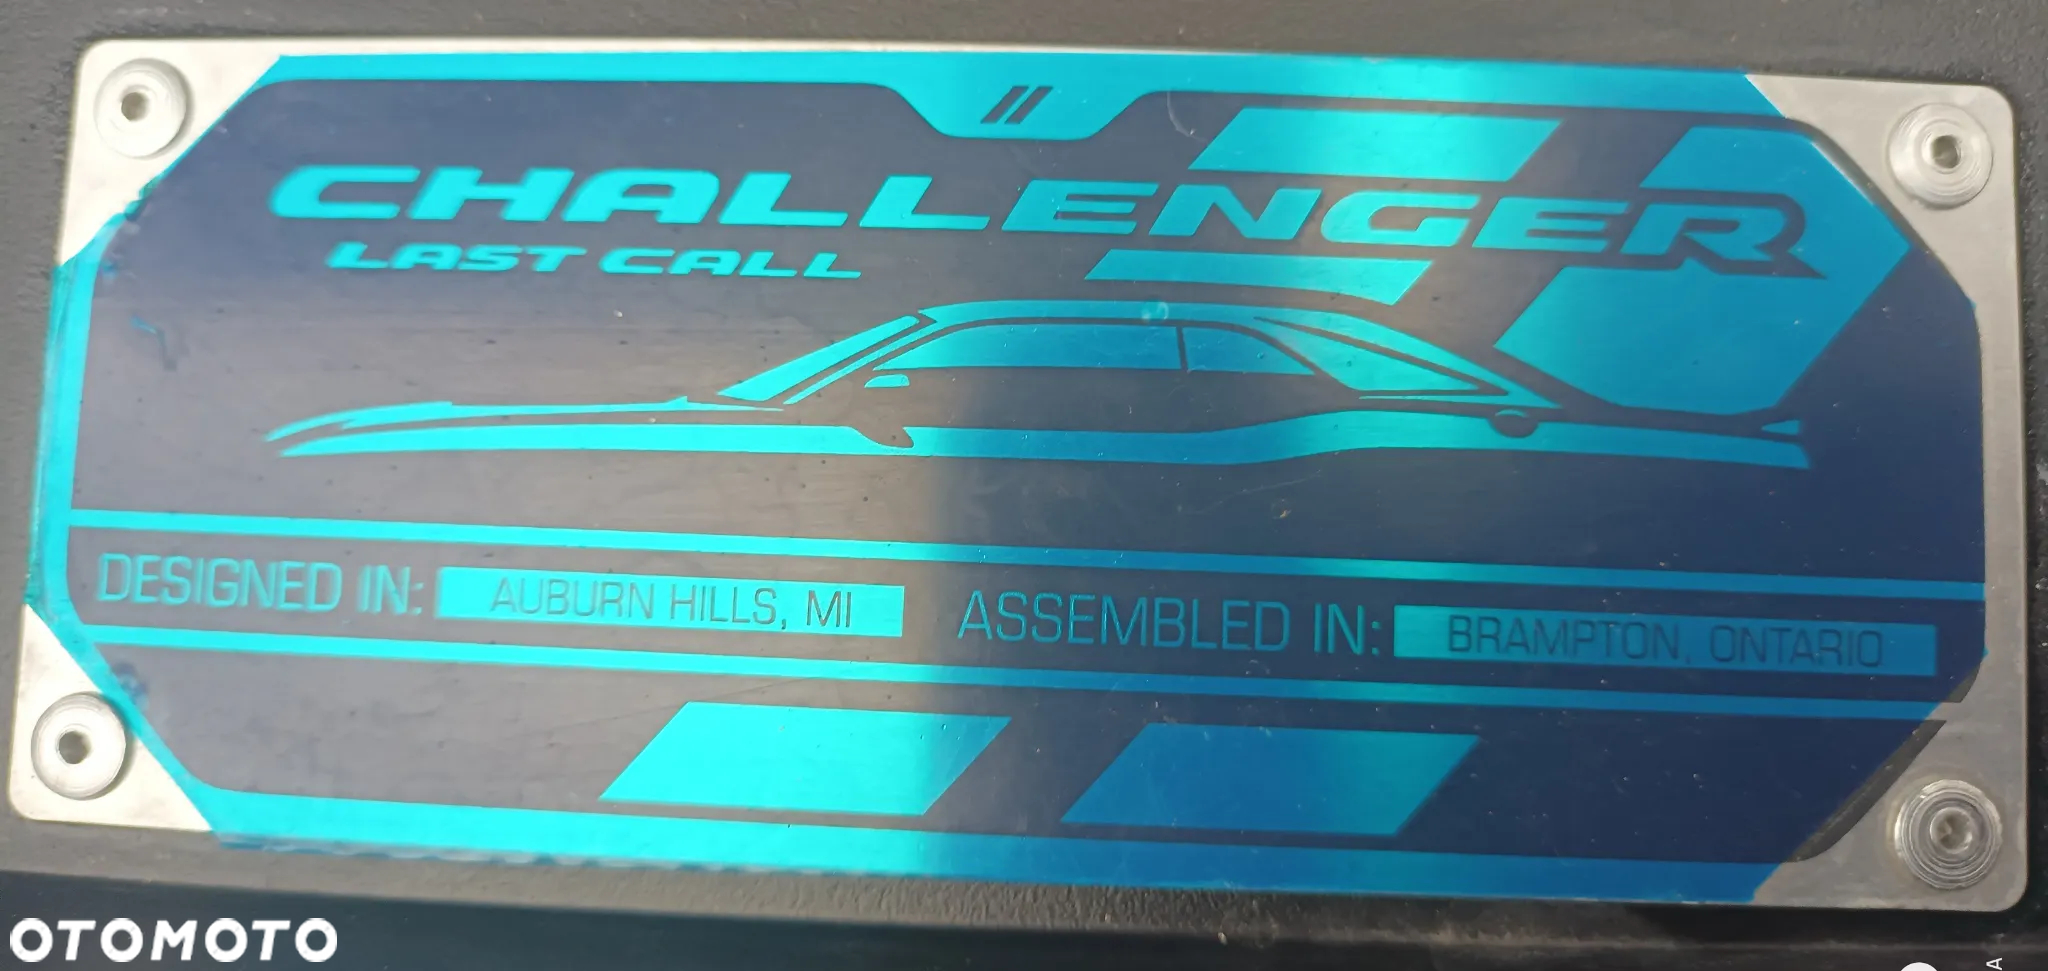 CHALLENGER
LAST CALL
DESIGNED IN: AUBURN HILLS, MI ASSEMBLED IN: BRAMPTON, ONTARIO
OTOMOTO